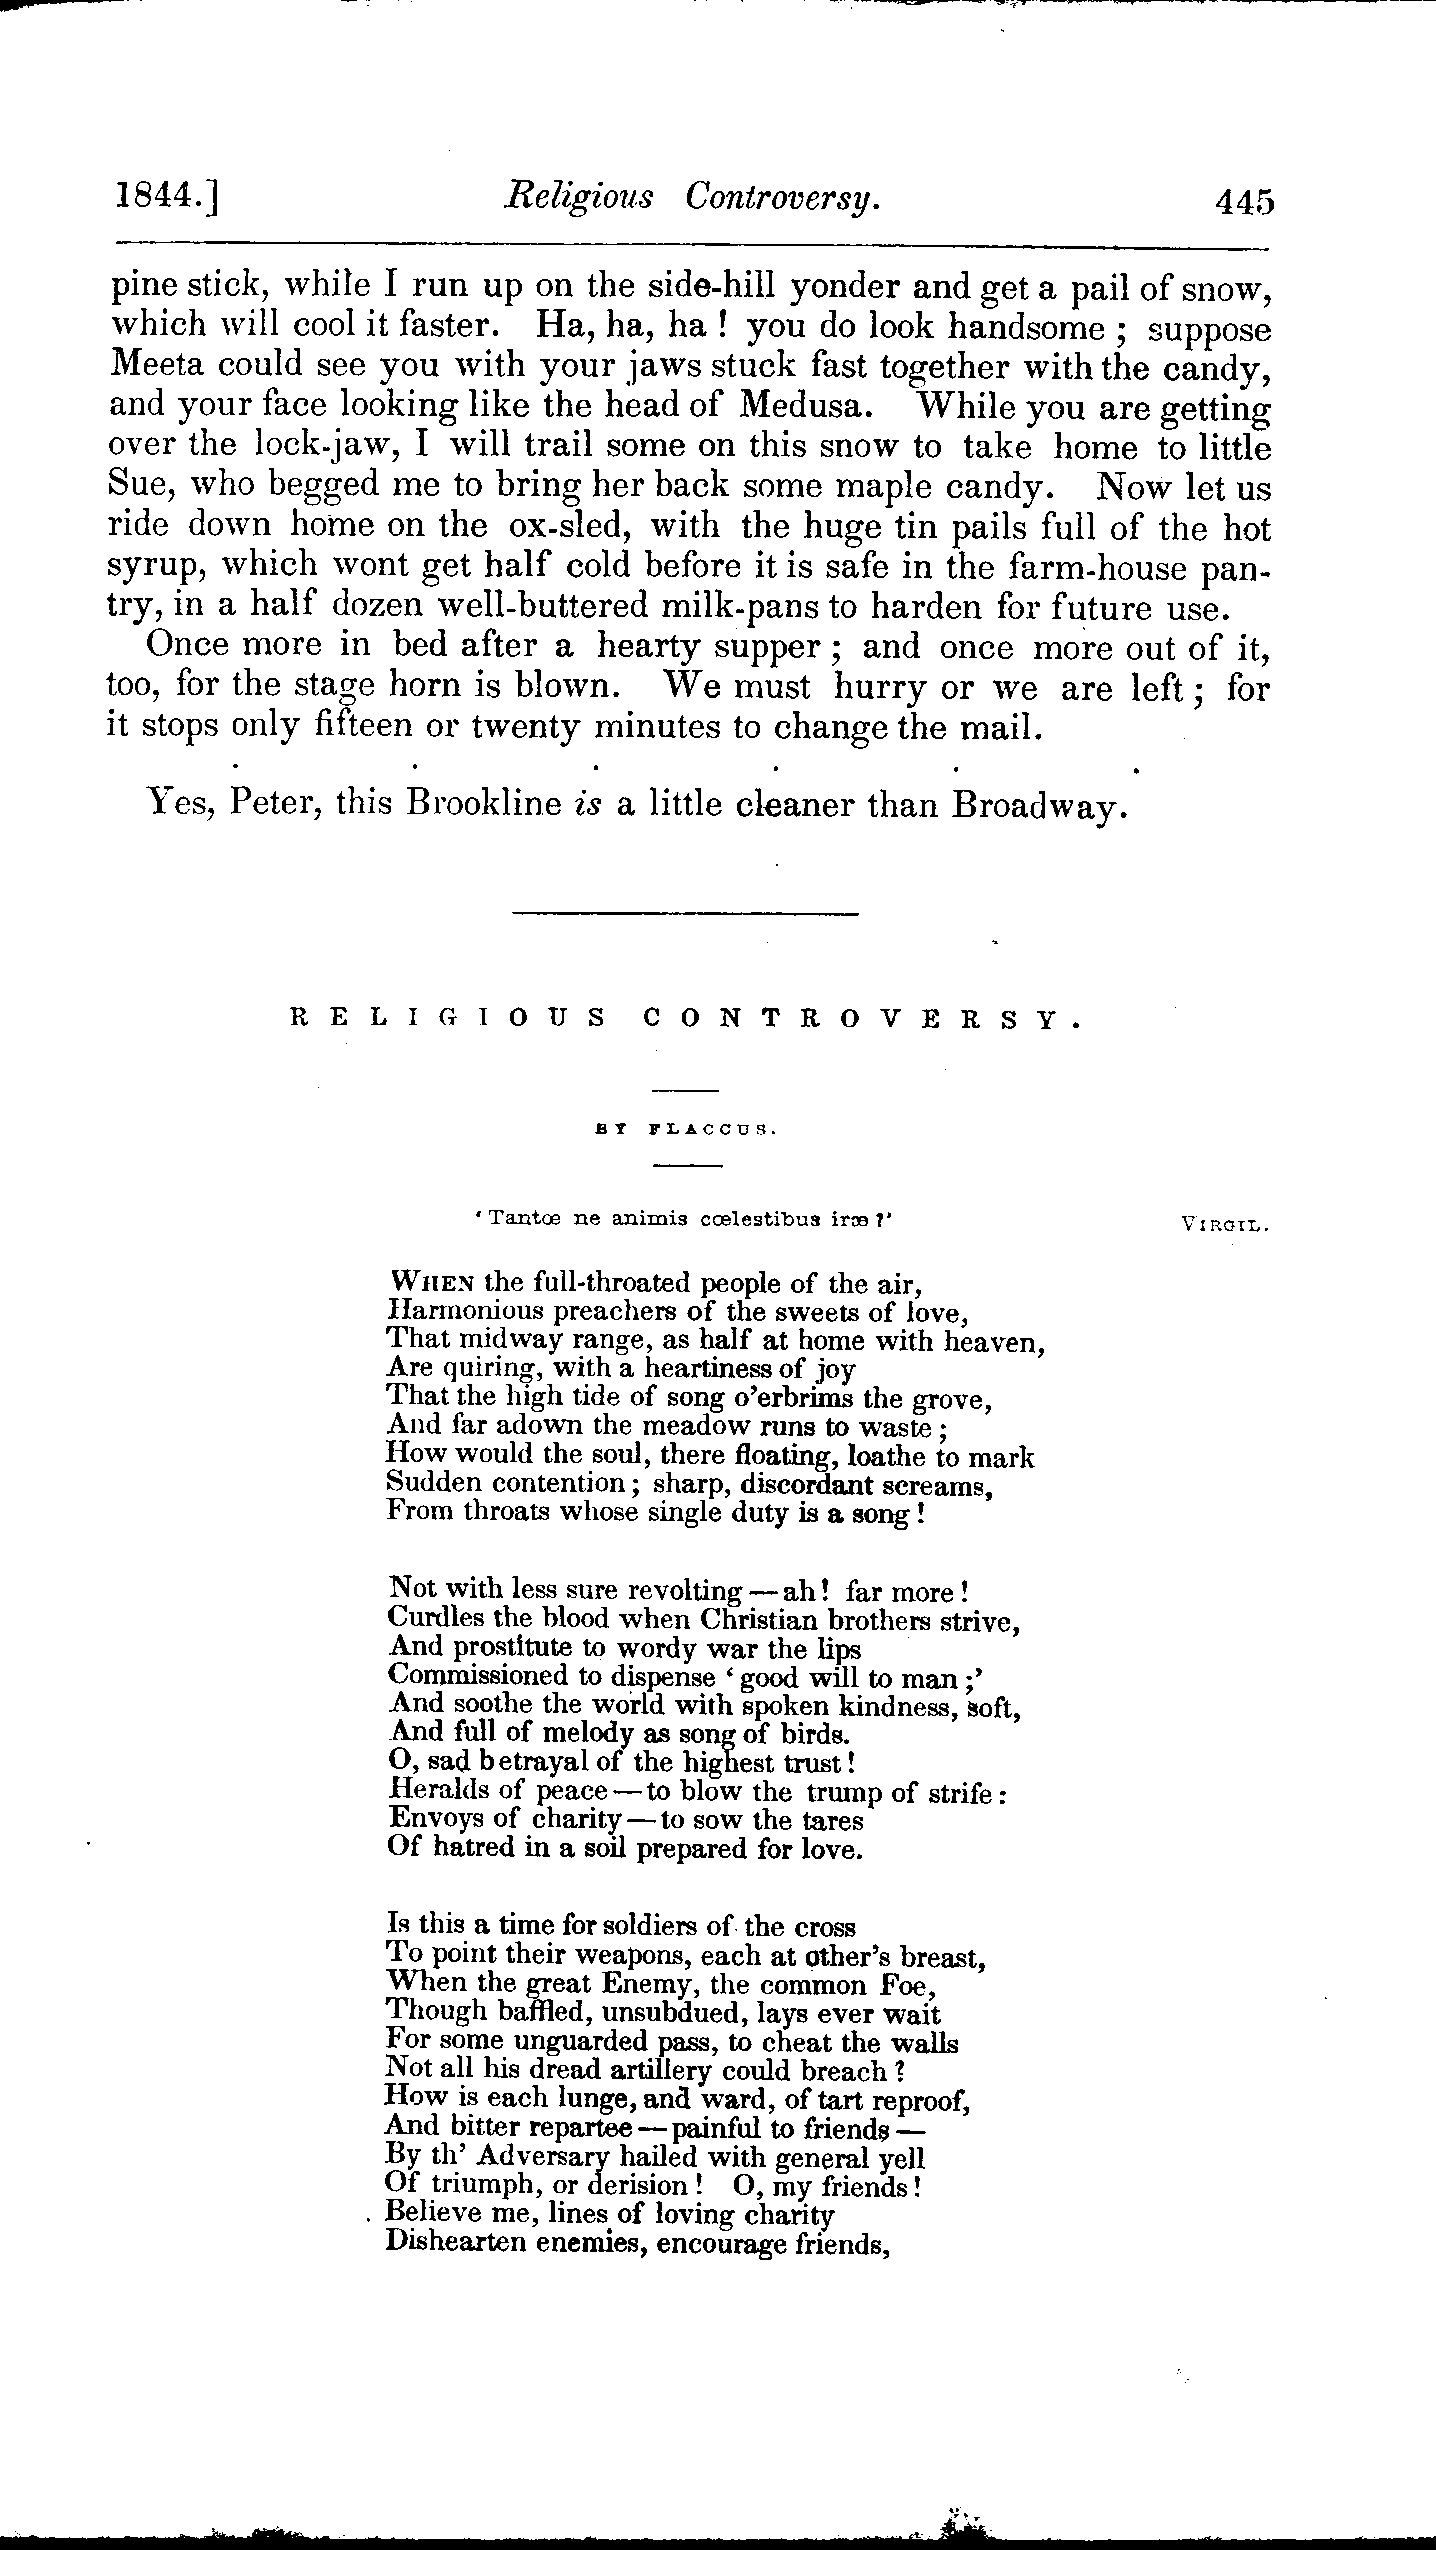 1844.] Religious Controversy. 445
pine stick, while I run up on the side-hill yonder and get a pail of snow,
which will cool it faster. Ha, ha, ha ! you do look handsome ; suppose
Meeta could see you with your jaws stuck fast together with the candy,
and your face looking like the head of Medusa. While you are getting
over the lock-jaw, I will trail some on this snow to take home to little
Sue, who begged me to bring her back some maple candy. Now let us
ride down home on the ox-sled, with the huge tin pails full of the hot
syrup, which wont get half cold before it is safe in the farm-house pan-
try, in a half dozen well-buttered milk-pans to harden for future use.
Once more in bed after a hearty supper ; and once more out of it,
too, for the stage horn is blown. We must hurry or we are left ; for
it stops only fifteen or twenty minutes to change the mail.
. . . . . .
Yes, Peter, this Brookline is a little cleaner than Broadway.
RELIGIOUS CONTROVERSY.
BY FLACCUS.
‘Tantœ ne animis cœlestibus iræ?’ VIRGIL.
WHEN the full-throated people of the air,
Harmonious preachers of the sweets of love,
That midway range, as half at home with heaven,
Are quiring, with a heartiness of joy
That the high tide of song o’erbrims the grove,
And far adown the meadow runs to waste ;
How would the soul, there floating, loathe to mark
Sudden contention ; sharp, discordant screams,
From throats whose single duty is a song !
Not with less sure revolting — ah ! far more !
Curdles the blood when Christian brothers strive,
And prostitute to wordy war the lips
Commissioned to dispense ‘ good will to man ;’
And soothe the world with spoken kindness, soft,
And full of melody as song of birds.
O, sad betrayal of the highest trust !
Heralds of peace — to blow the trump of strife :
Envoys of charity — to sow the tares
Of hatred in a soil prepared for love.
Is this a time for soldiers of the cross
To point their weapons, each at other’s breast,
When the great Enemy, the common Foe,
Though baffled, unsubdued, lays ever wait
For some unguarded pass, to cheat the walls
Not all his dread artillery could breach ?
How is each lunge, and ward, of tart reproof,
And bitter repartee — painful to friends —
By th’ Adversary hailed with general yell
Of triumph, or derision ! O, my friends !
Believe me, lines of loving charity
Dishearten enemies, encourage friends,